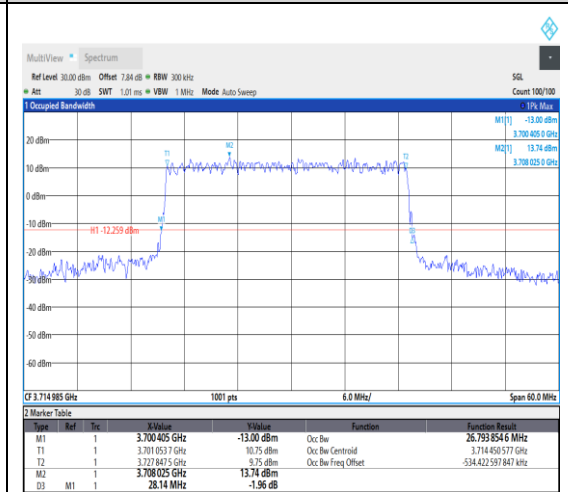 MultiView Spectrum
Ref Level 30.00 dBm Offset 7.84 dB RBW 300 kHz SGL
Att 30 dB SWT 1.01 ms VBW 1 MHz Mode Auto Sweep Count 100/100
1 Occupied Bandwidth 1Pk Max
M1[1] -13.00 dBm
3.700 405 0 GHz
M2[1] 13.74 dBm
3.708 025 0 GHz
20 dBm
M2
10 dBm
0 dBm
M1
-10 dBm
H1 -12.259 dBm
-20 dBm
-30 dBm
-40 dBm
-50 dBm
-60 dBm
CF 3.714 985 GHz 1001 pts 6.0 MHz/ Span 60.0 MHz
2 Marker Table
Type Ref Trc X-Value Y-Value Function Function Result
M1 1 3.700 405 GHz -13.00 dBm Occ Bw 26.793 854 6 MHz
T1 1 3.701 053 7 GHz 10.75 dBm Occ Bw Centroid 3.714 450 577 GHz
T2 1 3.727 847 5 GHz 9.75 dBm Occ Bw Freq Offset -534.422 597 847 kHz
M2 1 3.708 025 GHz 13.74 dBm
D3 M1 1 28.14 MHz -1.96 dB